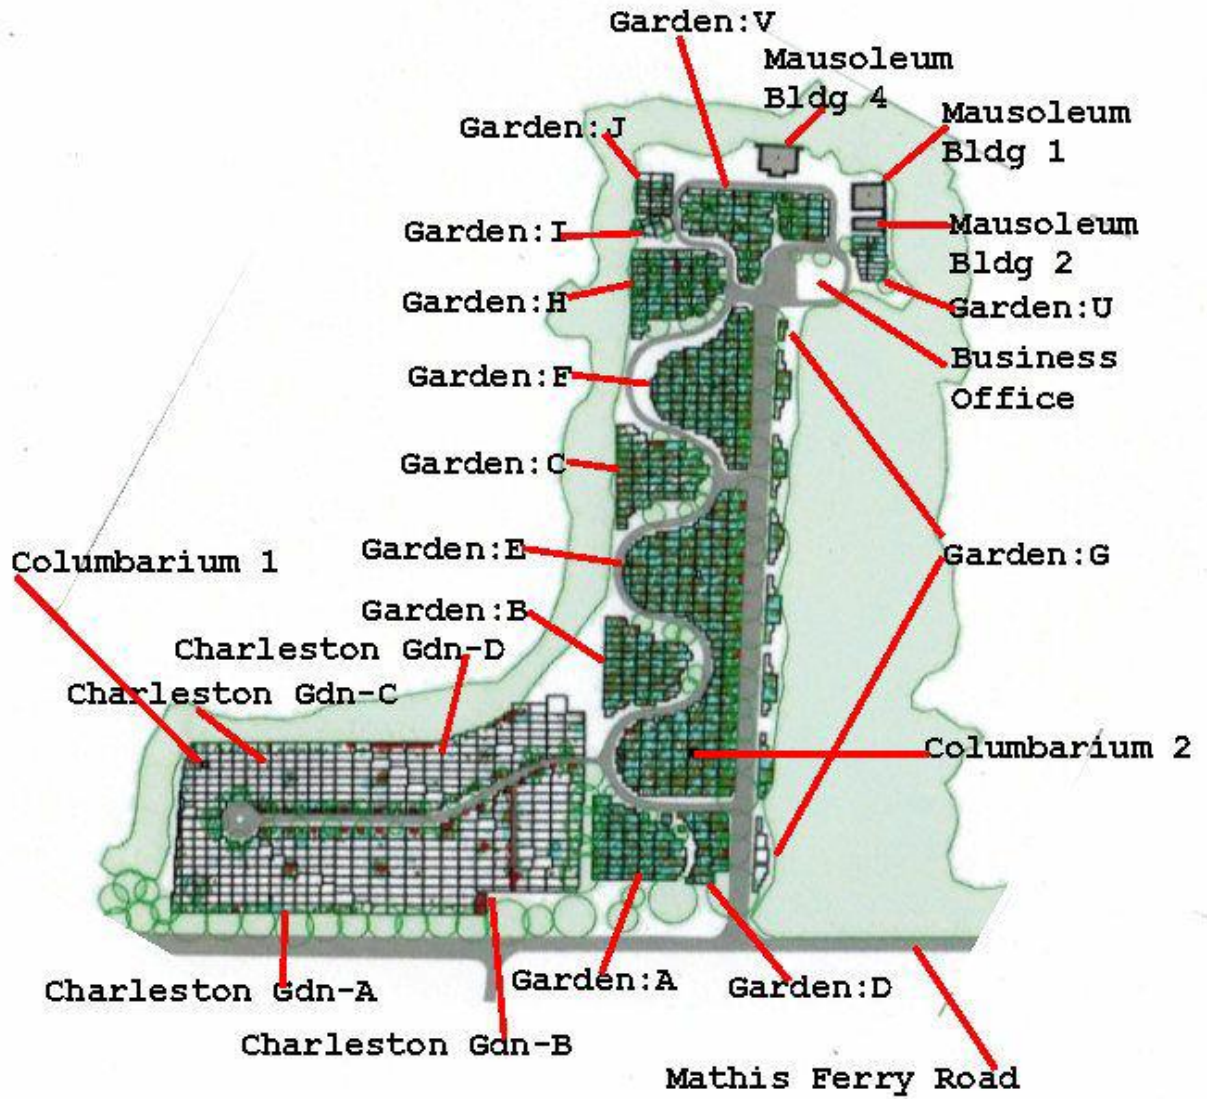 Garden:V
Mausoleum
Bldg 4
Mausoleum
Bldg 1
Garden:J
Garden:I
Mausoleum
Bldg 2
Garden:H
Garden:U
Business
Office
Garden:F
Garden:C
Garden:E
Garden:G
Columbarium 1
Garden:B
Charleston Gdn-D
Charleston Gdn-C
Columbarium 2
Garden:A
Garden:D
Charleston Gdn-A
Charleston Gdn-B
Mathis Ferry Road